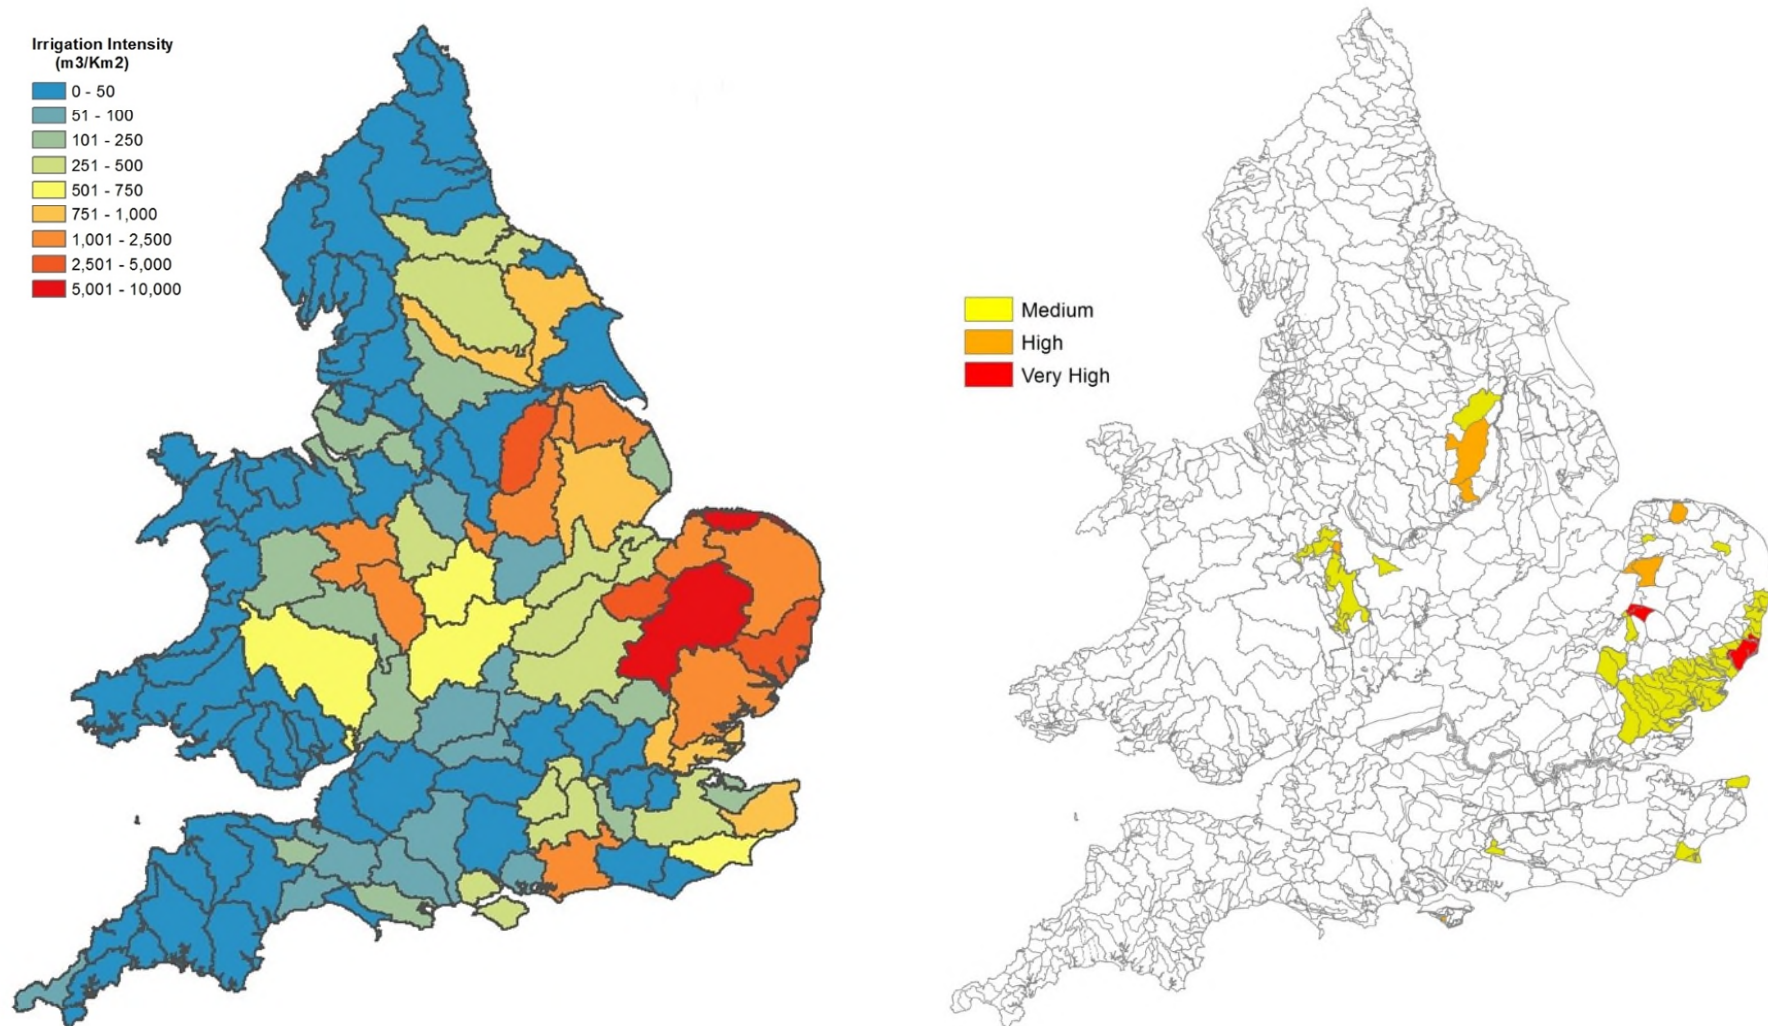 Irrigation Intensity
(m3/Km2)
0 - 50
51 - 100
101 - 250
251 - 500
501 - 750
751 - 1,000
1,001 - 2,500
2,501 - 5,000
5,001 - 10,000
Medium
High
Very High